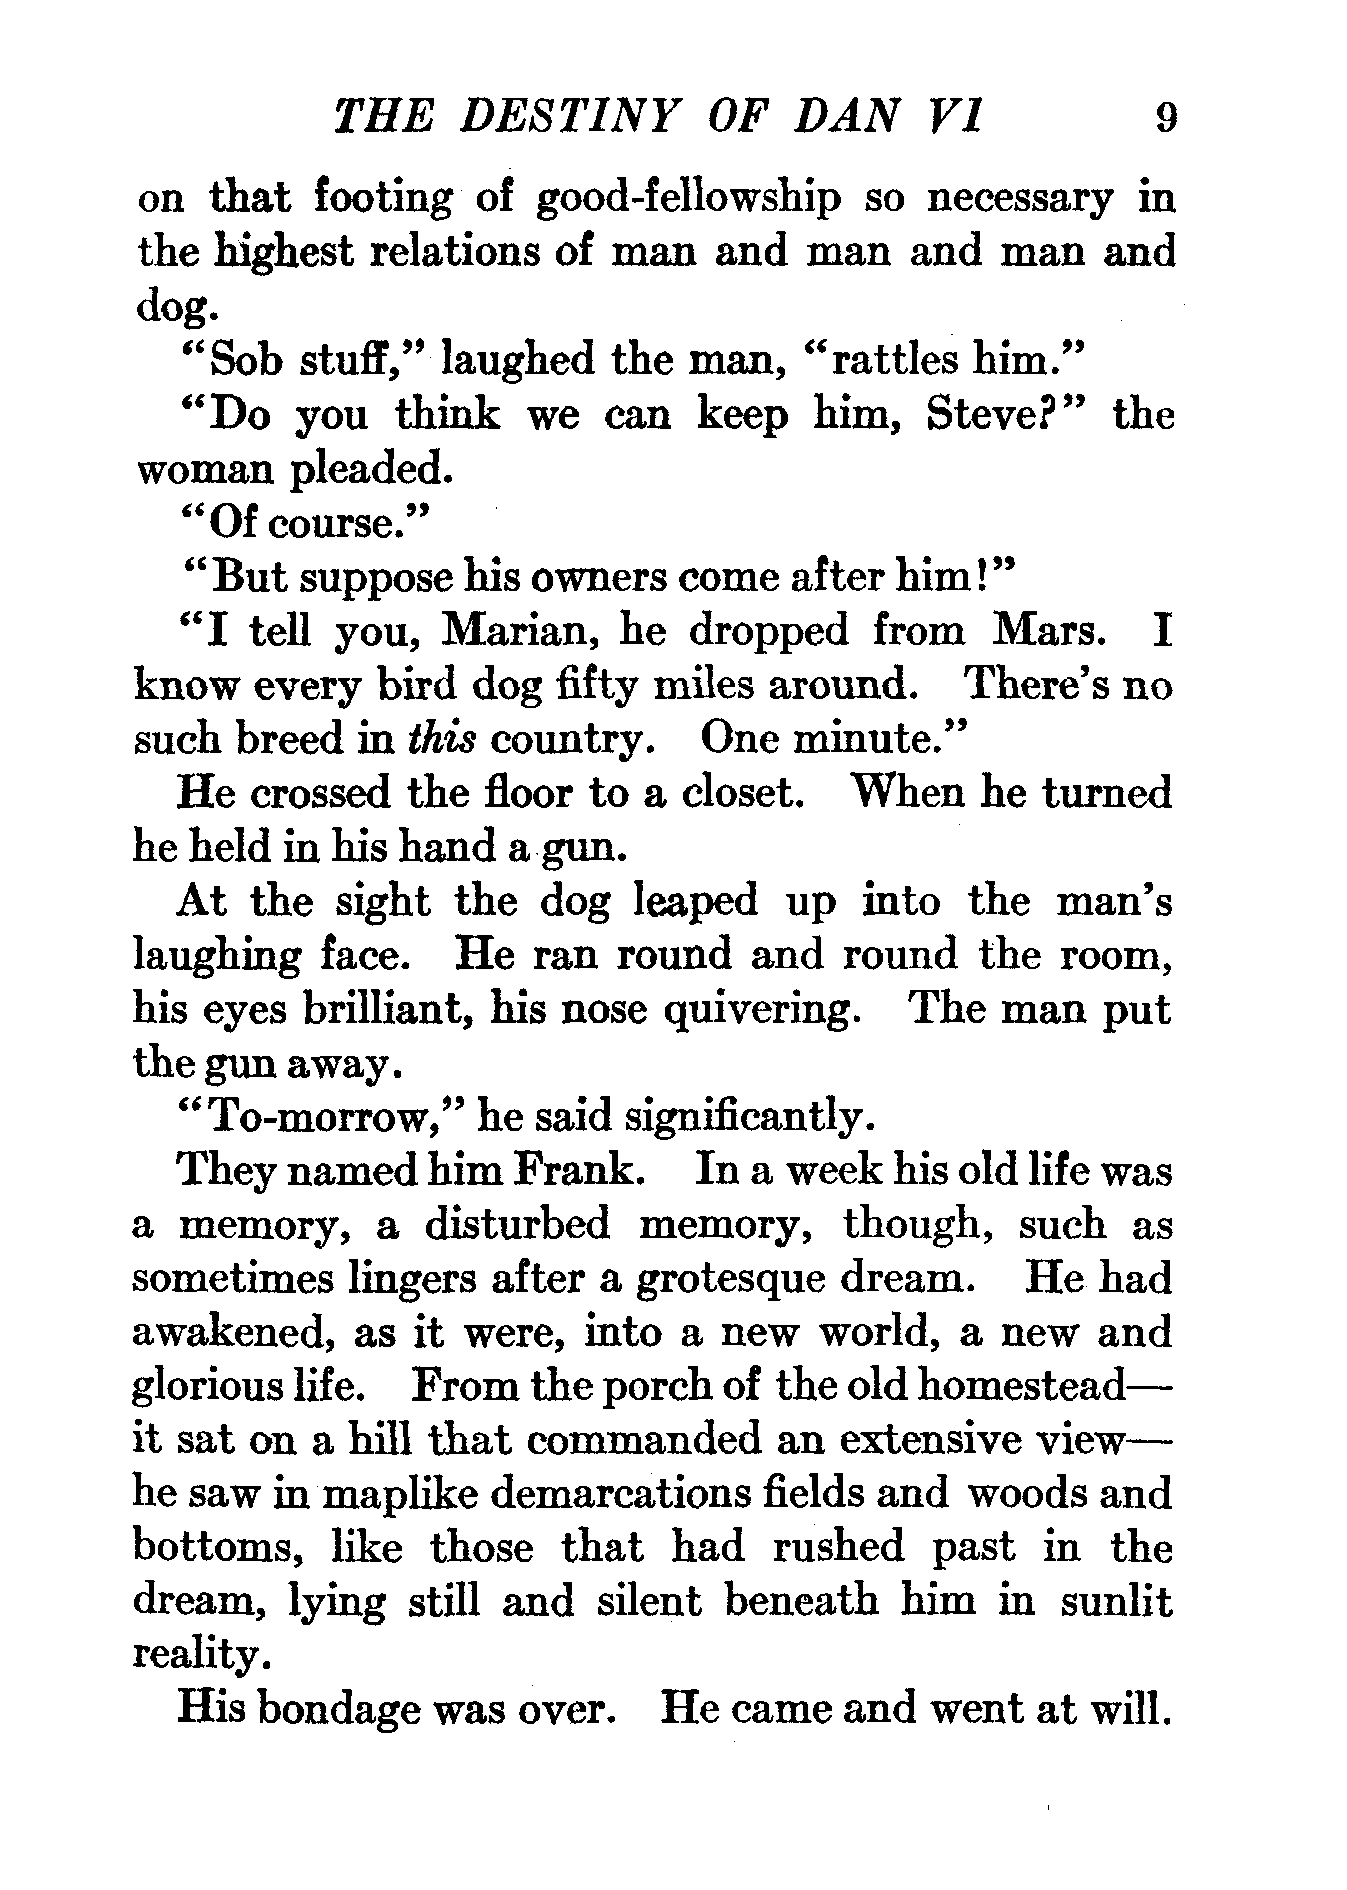 THE DESTINY OF DAN VI 9
on that footing of good-fellowship so necessary in
the highest relations of man and man and man and
dog.
“Sob stuff,” laughed the man, “rattles him.”
“Do you think we can keep him, Steve?” the
woman pleaded.
“Of course.”
“But suppose his owners come after him!”
“I tell you, Marian, he dropped from Mars. I
know every bird dog fifty miles around. There’s no
such breed in this country. One minute.”
He crossed the floor to a closet. When he turned
he held in his hand a gun.
At the sight the dog leaped up into the man’s
laughing face. He ran round and round the room,
his eyes brilliant, his nose quivering. The man put
the gun away.
“To-morrow,” he said significantly.
They named him Frank. In a week his old life was
a memory, a disturbed memory, though, such as
sometimes lingers after a grotesque dream. He had
awakened, as it were, into a new world, a new and
glorious life. From the porch of the old homestead—
it sat on a hill that commanded an extensive view—
he saw in maplike demarcations fields and woods and
bottoms, like those that had rushed past in the
dream, lying still and silent beneath him in sunlit
reality.
His bondage was over. He came and went at will.